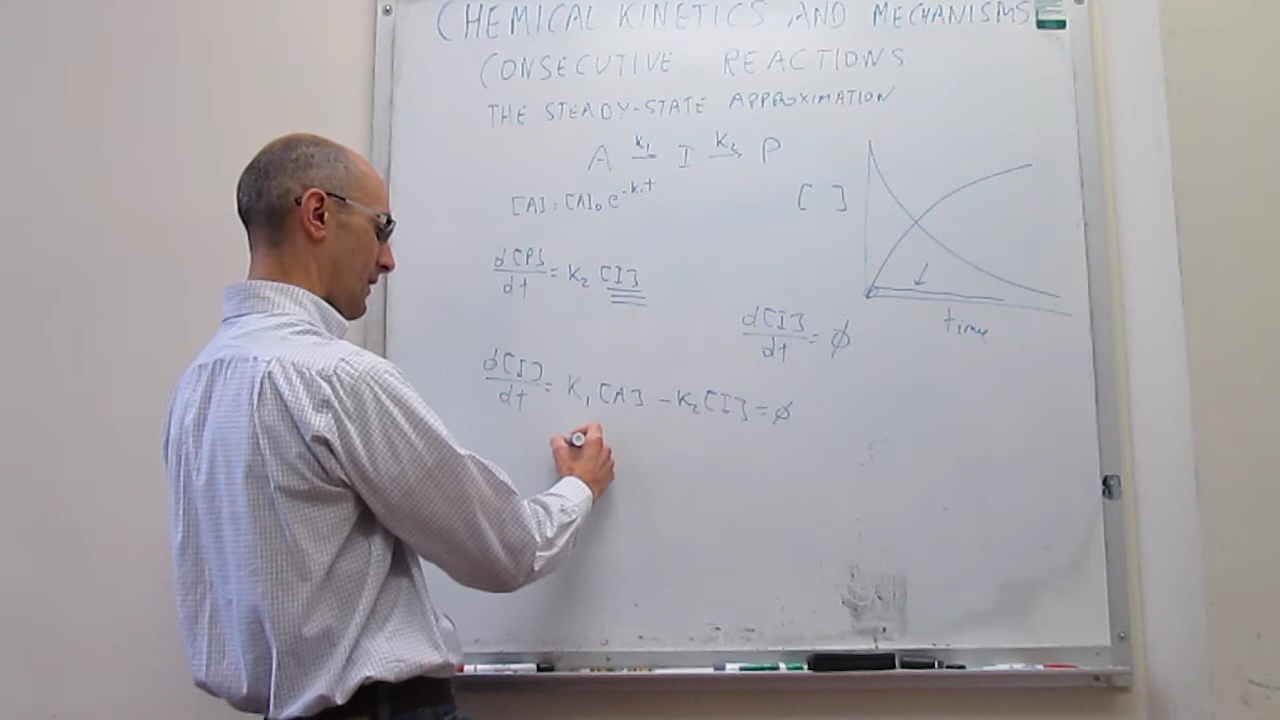 CHEMICAL KINETICS AND MECHANISMS
CONSECUTIVE REACTIONS
THE STEADY-STATE APPROXIMATION
A k₁→ I k₂→ P
[A] = [A]₀ e^-k₁t
[ ]
d[P]/dt = k₂ [I]
time
d[I]/dt = ϕ
d[I]/dt = k₁ [A] - k₂ [I] = ϕ